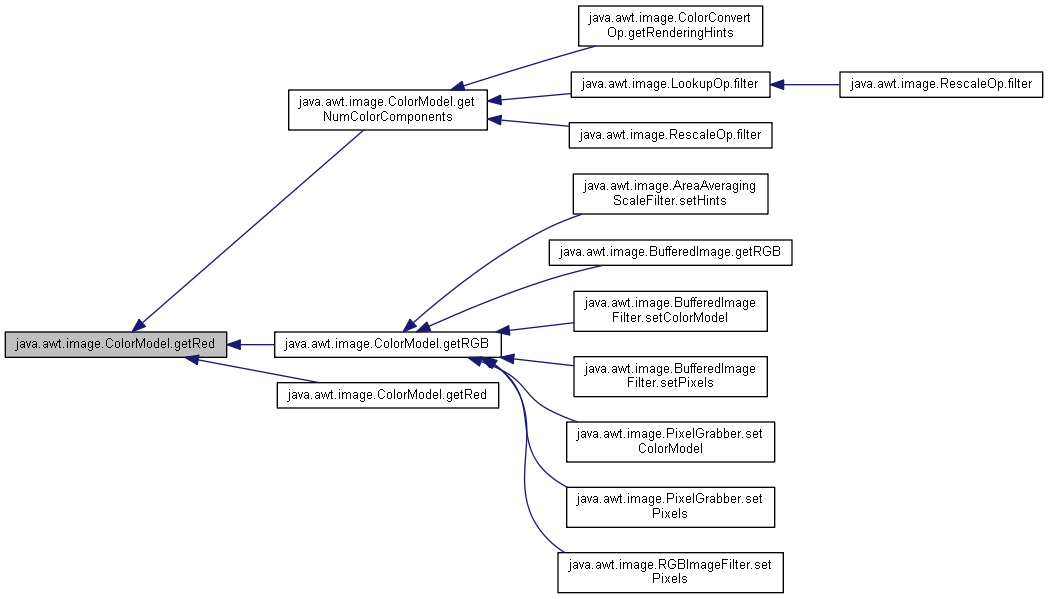 java.awt.image.ColorConvert
Op.getRenderingHints
java.awt.image.LookupOp.filter
java.awt.image.RescaleOp.filter
java.awt.image.ColorModel.get
NumColorComponents
java.awt.image.RescaleOp.filter
java.awt.image.AreaAveraging
ScaleFilter.setHints
java.awt.image.BufferedImage.getRGB
java.awt.image.BufferedImage
Filter.setColorModel
java.awt.image.ColorModel.getRed
java.awt.image.ColorModel.getRGB
java.awt.image.BufferedImage
Filter.setPixels
java.awt.image.ColorModel.getRed
java.awt.image.PixelGrabber.set
ColorModel
java.awt.image.PixelGrabber.set
Pixels
java.awt.image.RGBImageFilter.set
Pixels